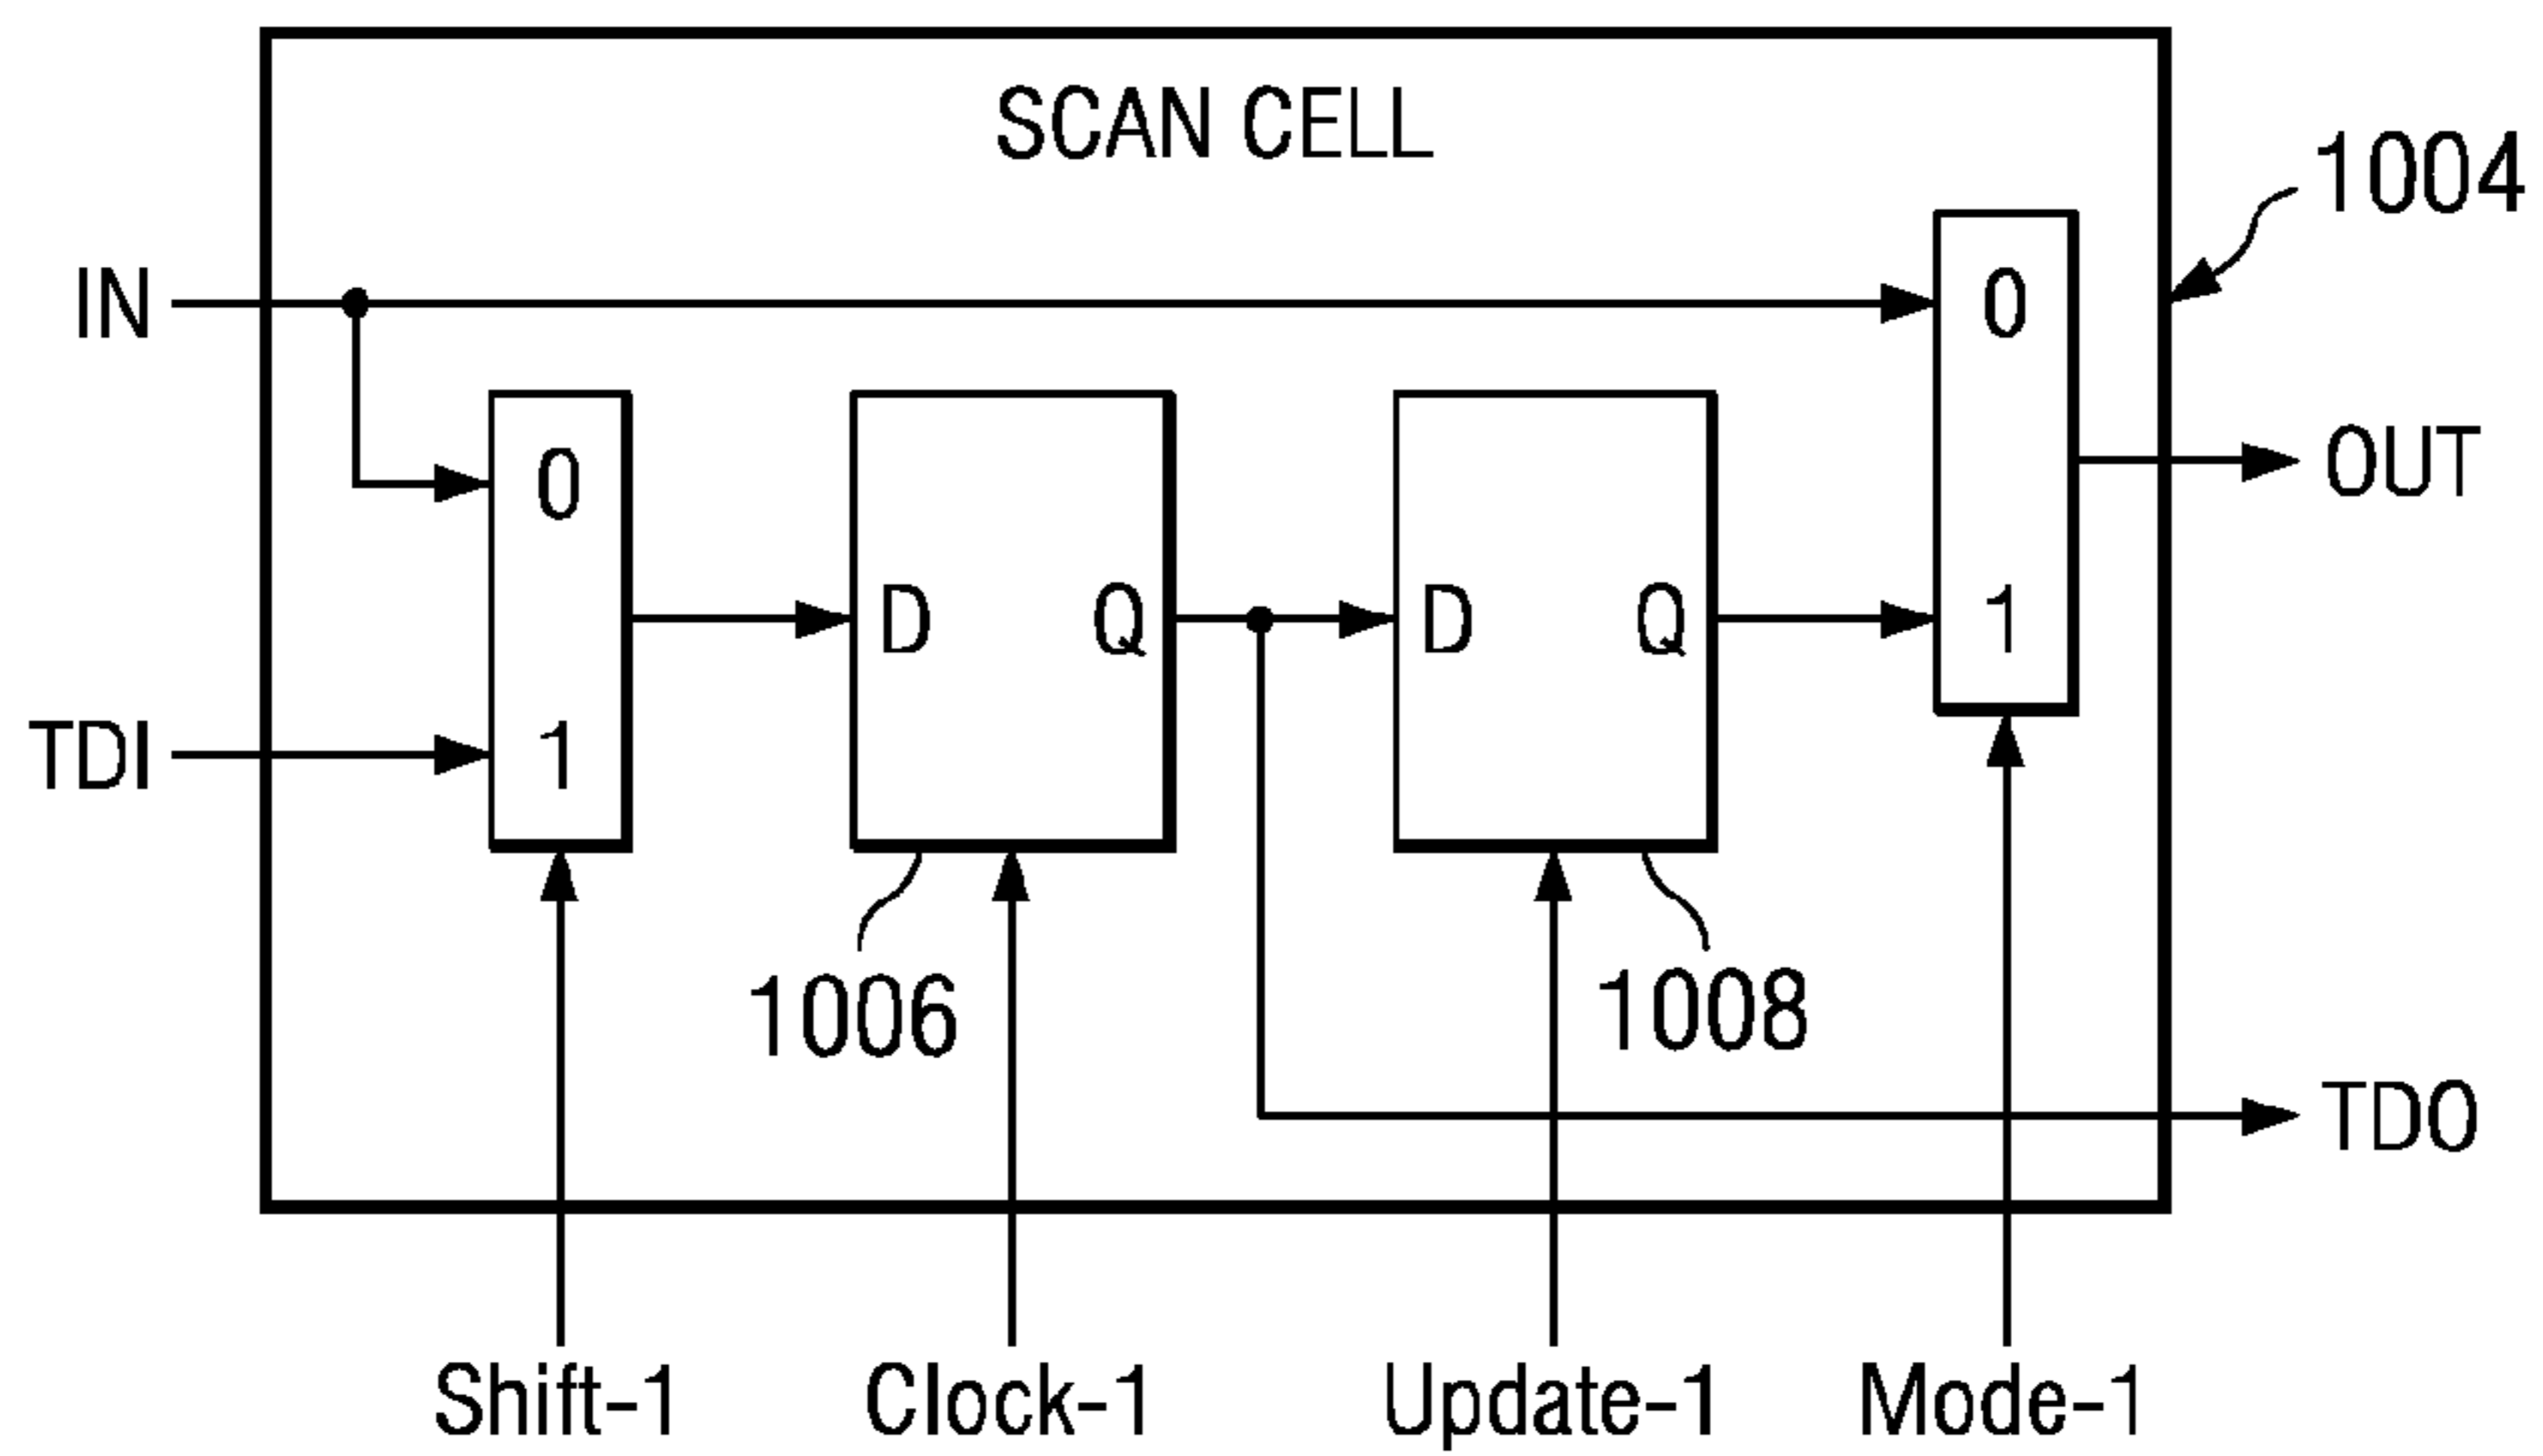 SCAN CELL
1004
IN
0
0
OUT
D Q
D Q
1
TDI
1
1006
1008
TDO
Shift-1
Clock-1
Update-1
Mode-1